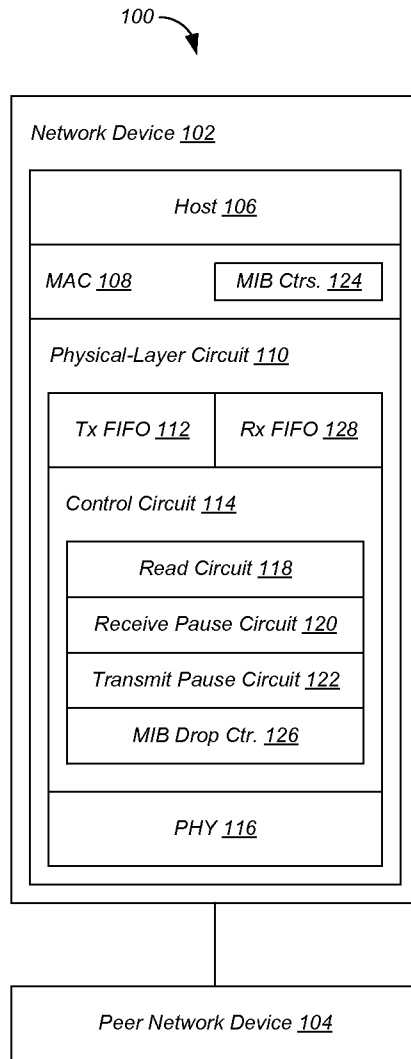 100
Network Device 102
Host 106
MAC 108
MIB Ctrs. 124
Physical-Layer Circuit 110
Tx FIFO 112
Rx FIFO 128
Control Circuit 114
Read Circuit 118
Receive Pause Circuit 120
Transmit Pause Circuit 122
MIB Drop Ctr. 126
PHY 116
Peer Network Device 104